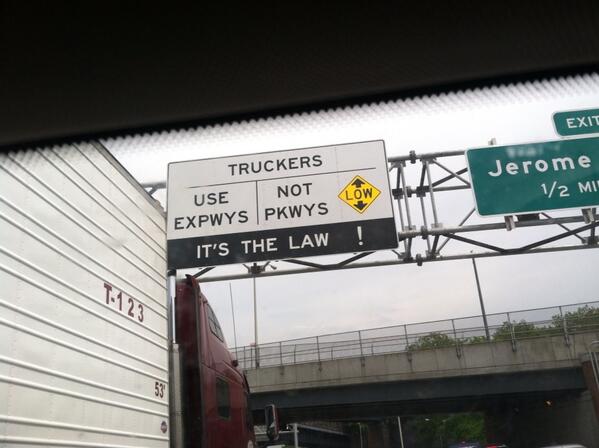 TRUCKERS
USE EXPWYS
NOT PKWYS
LOW
IT'S THE LAW !
EXIT
Jerome
1/2 MI
T-123
53'